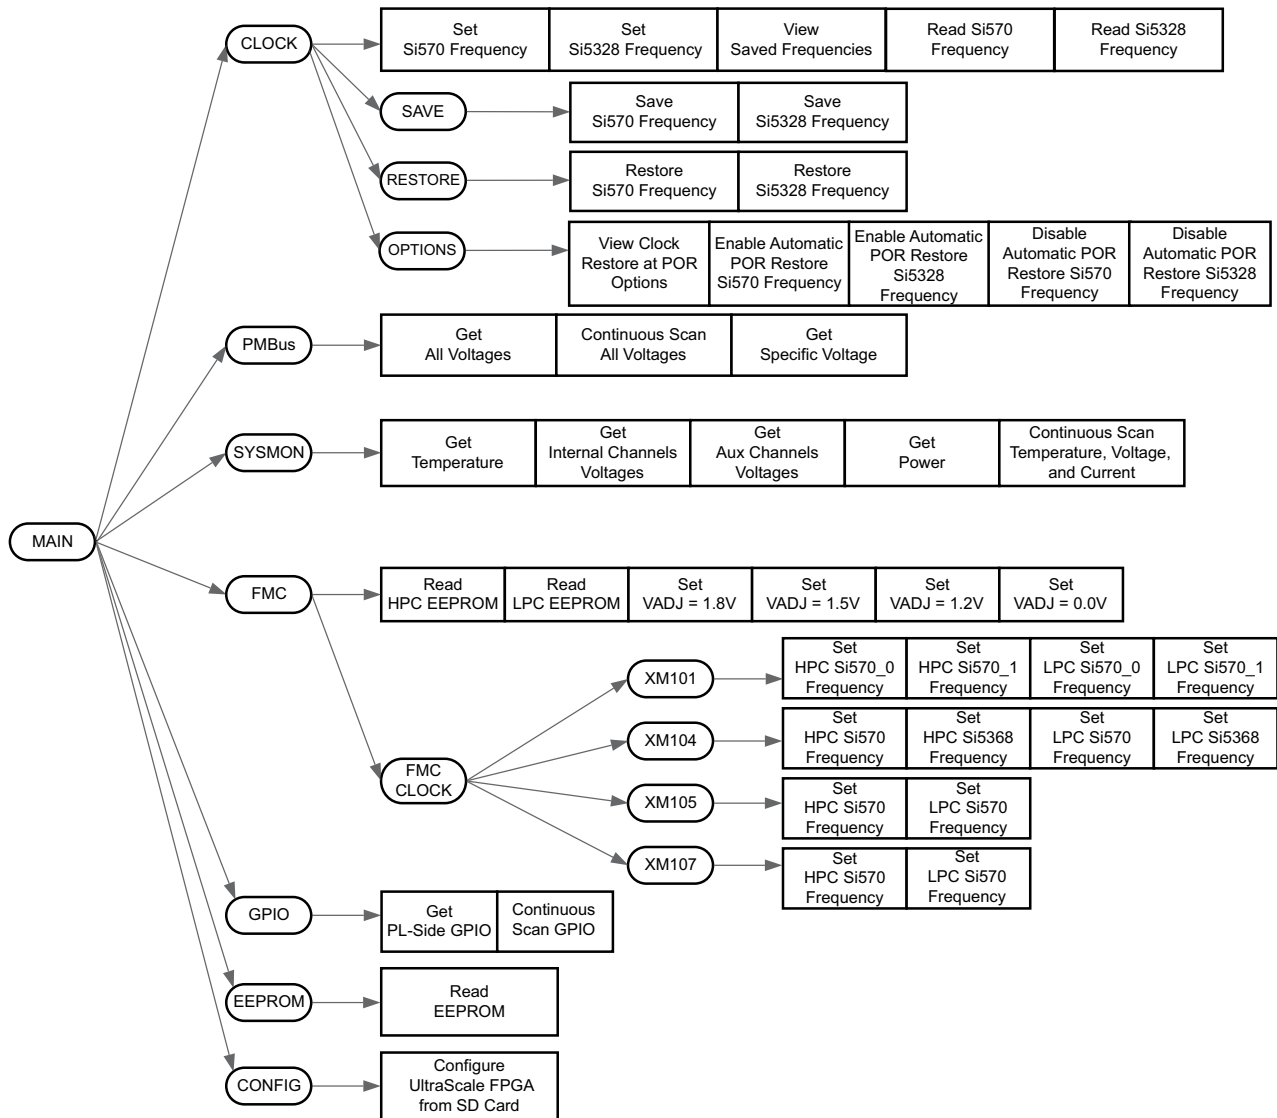 CLOCK
Set
Si570 Frequency
Set
Si5328 Frequency
View
Saved Frequencies
Read Si570
Frequency
Read Si5328
Frequency
SAVE
Save
Si570 Frequency
Save
Si5328 Frequency
RESTORE
Restore
Si570 Frequency
Restore
Si5328 Frequency
OPTIONS
View Clock
Restore at POR
Options
Enable Automatic
POR Restore
Si570 Frequency
Enable Automatic
POR Restore
Si5328
Frequency
Disable
Automatic POR
Restore Si570
Frequency
Disable
Automatic POR
Restore Si5328
Frequency
PMBus
Get
All Voltages
Continuous Scan
All Voltages
Get
Specific Voltage
SYSMON
Get
Temperature
Get
Internal Channels
Voltages
Get
Aux Channels
Voltages
Get
Power
Continuous Scan
Temperature, Voltage,
and Current
MAIN
FMC
Read
HPC EEPROM
Read
LPC EEPROM
Set
VADJ = 1.8V
Set
VADJ = 1.5V
Set
VADJ = 1.2V
Set
VADJ = 0.0V
FMC
CLOCK
XM101
Set
HPC Si570_0
Frequency
Set
HPC Si570_1
Frequency
Set
LPC Si570_0
Frequency
Set
LPC Si570_1
Frequency
XM104
Set
HPC Si570
Frequency
Set
HPC Si5368
Frequency
Set
LPC Si570
Frequency
Set
LPC Si5368
Frequency
XM105
Set
HPC Si570
Frequency
Set
LPC Si570
Frequency
XM107
Set
HPC Si570
Frequency
Set
LPC Si570
Frequency
GPIO
Get
PL-Side GPIO
Continuous
Scan GPIO
EEPROM
Read
EEPROM
CONFIG
Configure
UltraScale FPGA
from SD Card